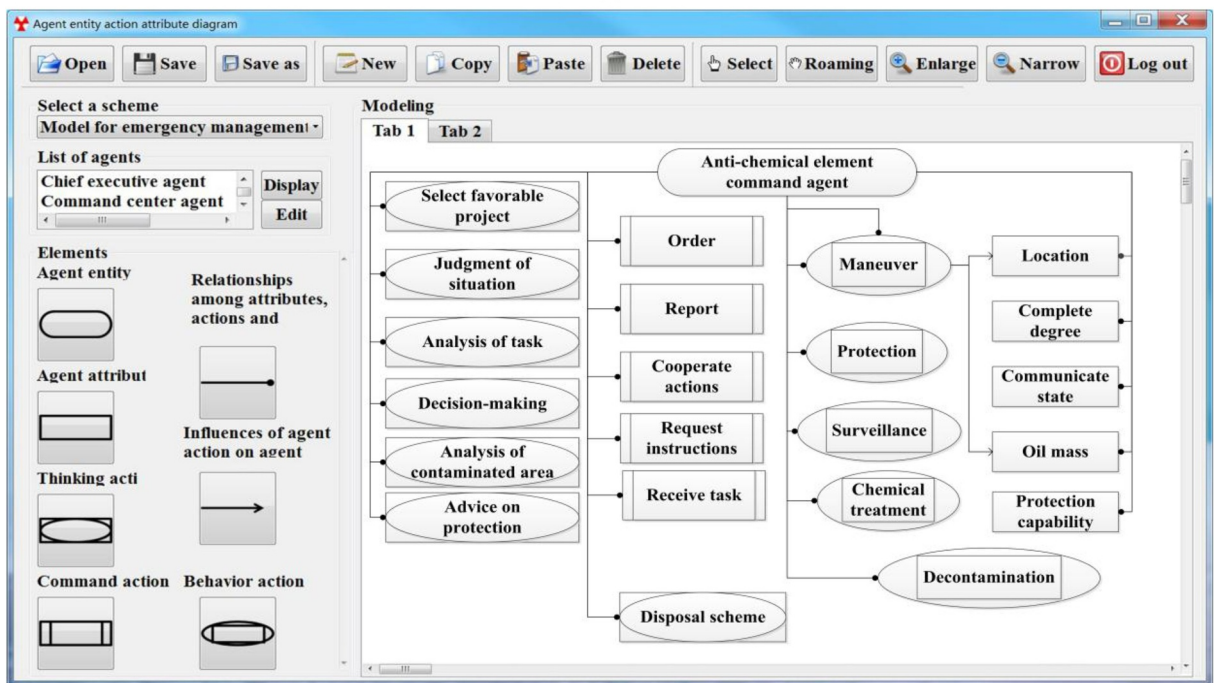 Agent entity action attribute diagram
Open Save Save as New Copy Paste Delete Select Roaming Enlarge Narrow Log out
Select a scheme
Model for emergency management
List of agents
Chief executive agent
Command center agent
Display
Edit
Elements
Agent entity
Relationships
among attributes,
actions and
Agent attribut
Influences of agent
action on agent
Thinking acti
Command action
Behavior action
Modeling
Tab 1 Tab 2
Anti-chemical element
command agent
Select favorable
project
Judgment of
situation
Analysis of task
Decision-making
Analysis of
contaminated area
Advice on
protection
Order
Report
Cooperate
actions
Request
instructions
Receive task
Disposal scheme
Maneuver
Protection
Surveillance
Chemical
treatment
Decontamination
Location
Complete
degree
Communicate
state
Oil mass
Protection
capability